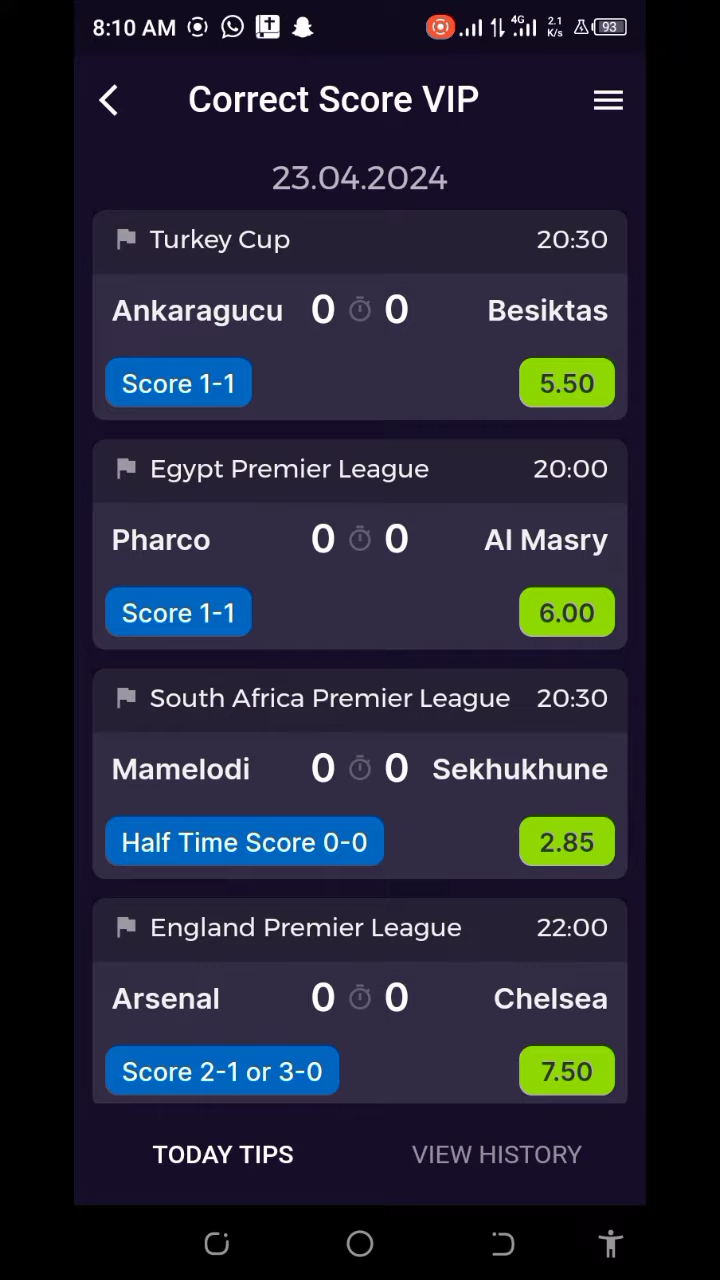 8:10 AM 4G 2.1 K/s 93
Correct Score VIP
23.04.2024
Turkey Cup 20:30
Ankaragucu 0 0 Besiktas
Score 1-1 5.50
Egypt Premier League 20:00
Pharco 0 0 Al Masry
Score 1-1 6.00
South Africa Premier League 20:30
Mamelodi 0 0 Sekhukhune
Half Time Score 0-0 2.85
England Premier League 22:00
Arsenal 0 0 Chelsea
Score 2-1 or 3-0 7.50
TODAY TIPS VIEW HISTORY